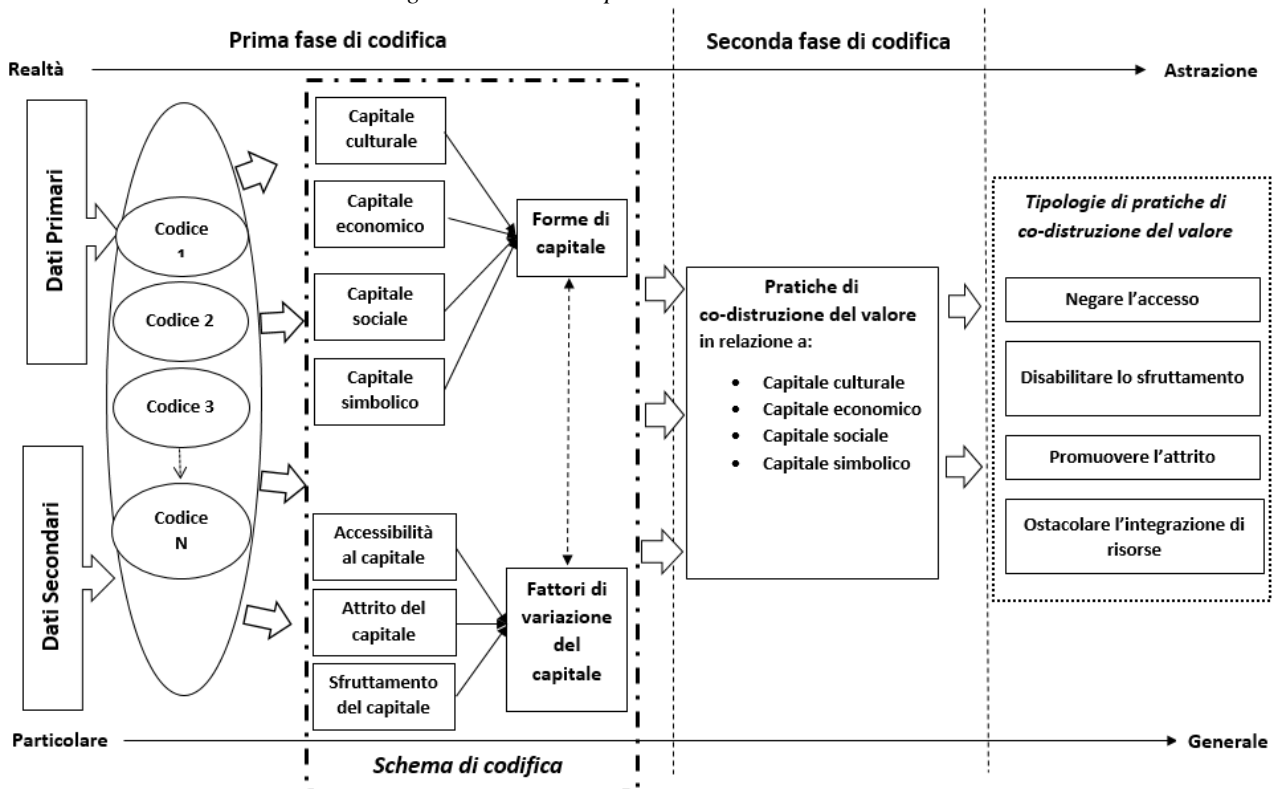 Prima fase di codifica
Seconda fase di codifica
Realtà
Astrazione
Dati Primari
Dati Secondari
Codice
1
Codice 2
Codice 3
Codice
N
Capitale
culturale
Capitale
economico
Capitale
sociale
Capitale
simbolico
Forme di
capitale
Accessibilità
al capitale
Attrito del
capitale
Sfruttamento
del capitale
Fattori di
variazione
del
capitale
Schema di codifica
Pratiche di
co-distruzione del valore
in relazione a:
• Capitale culturale
• Capitale economico
• Capitale sociale
• Capitale simbolico
Tipologie di pratiche di
co-distruzione del valore
Negare l’accesso
Disabilitare lo sfruttamento
Promuovere l’attrito
Ostacolare l’integrazione di
risorse
Particolare
Generale